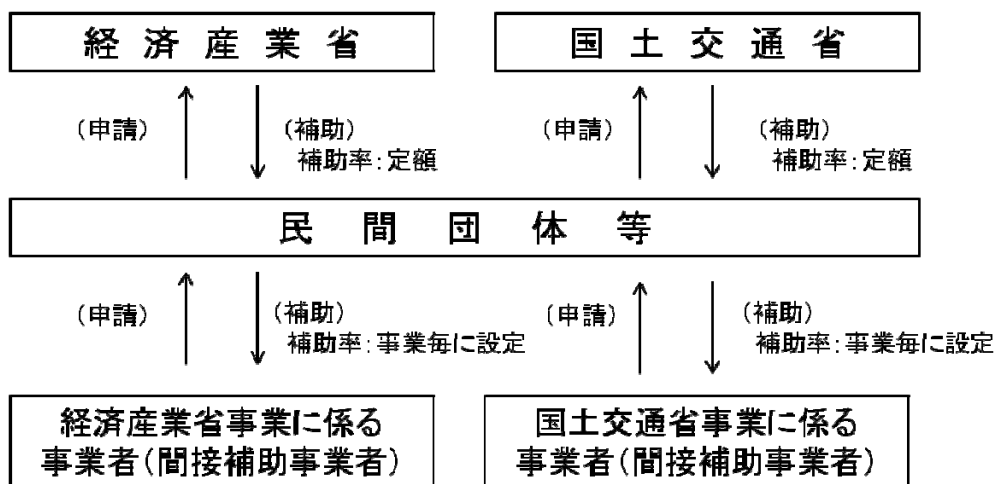 経済産業省
国土交通省
(申請)
(補助)
補助率:定額
(申請)
(補助)
補助率:定額
民間団体等
(申請)
(補助)
補助率:事業毎に設定
(申請)
(補助)
補助率:事業毎に設定
経済産業省事業に係る
事業者(間接補助事業者)
国土交通省事業に係る
事業者(間接補助事業者)